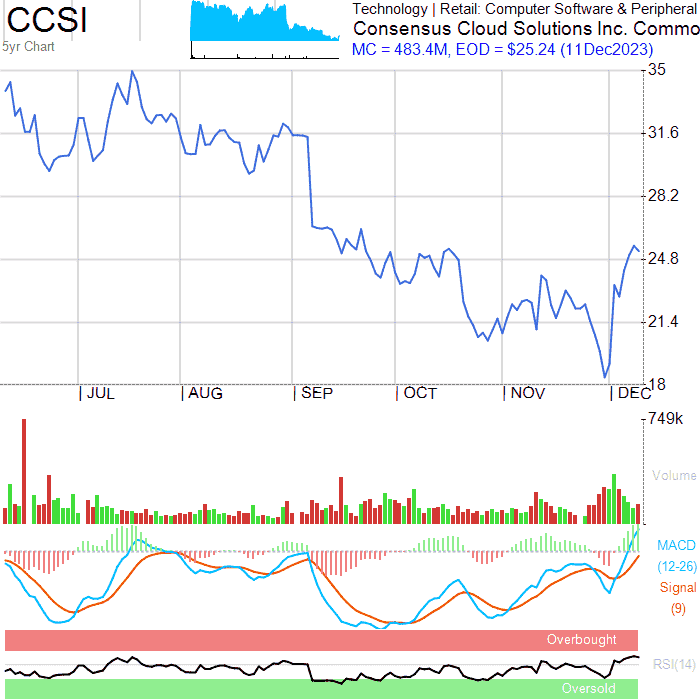 CCSI
5yr Chart
Technology | Retail: Computer Software & Peripheral
Consensus Cloud Solutions Inc. Commo
MC = 483.4M, EOD = $25.24 (11Dec2023)
35
31.6
28.2
24.8
21.4
18
JUL AUG SEP OCT NOV DEC
749k
Volume
MACD
(12-26)
Signal
(9)
Overbought
RSI(14)
Oversold